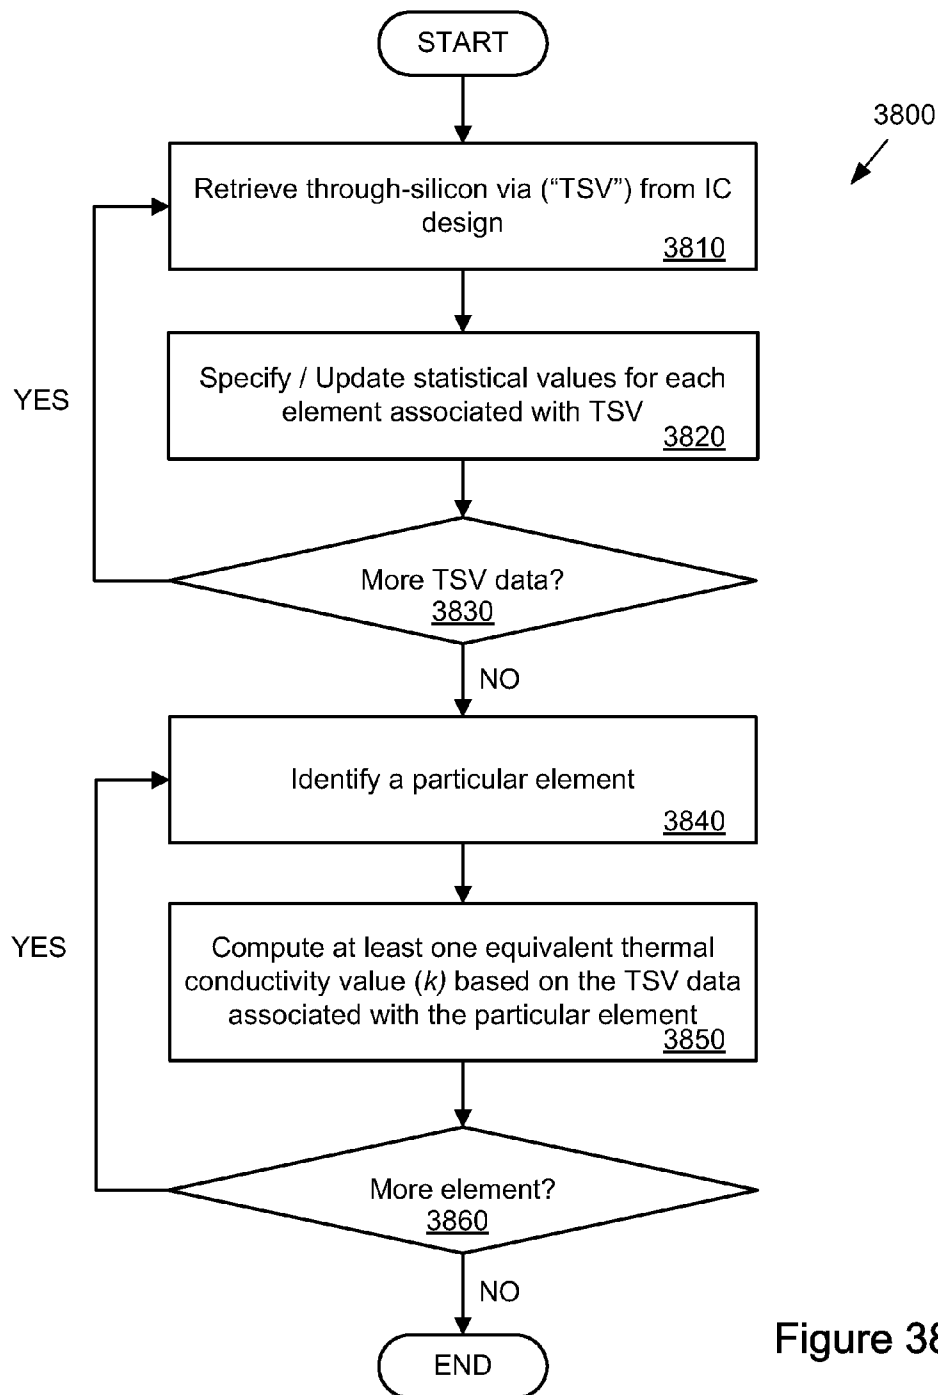 START
3800
Retrieve through-silicon via (“TSV”) from IC
design
3810
Specify / Update statistical values for each
element associated with TSV
3820
YES
More TSV data?
3830
NO
Identify a particular element
3840
YES
Compute at least one equivalent thermal
conductivity value (k) based on the TSV data
associated with the particular element
3850
More element?
3860
NO
Figure 38
END